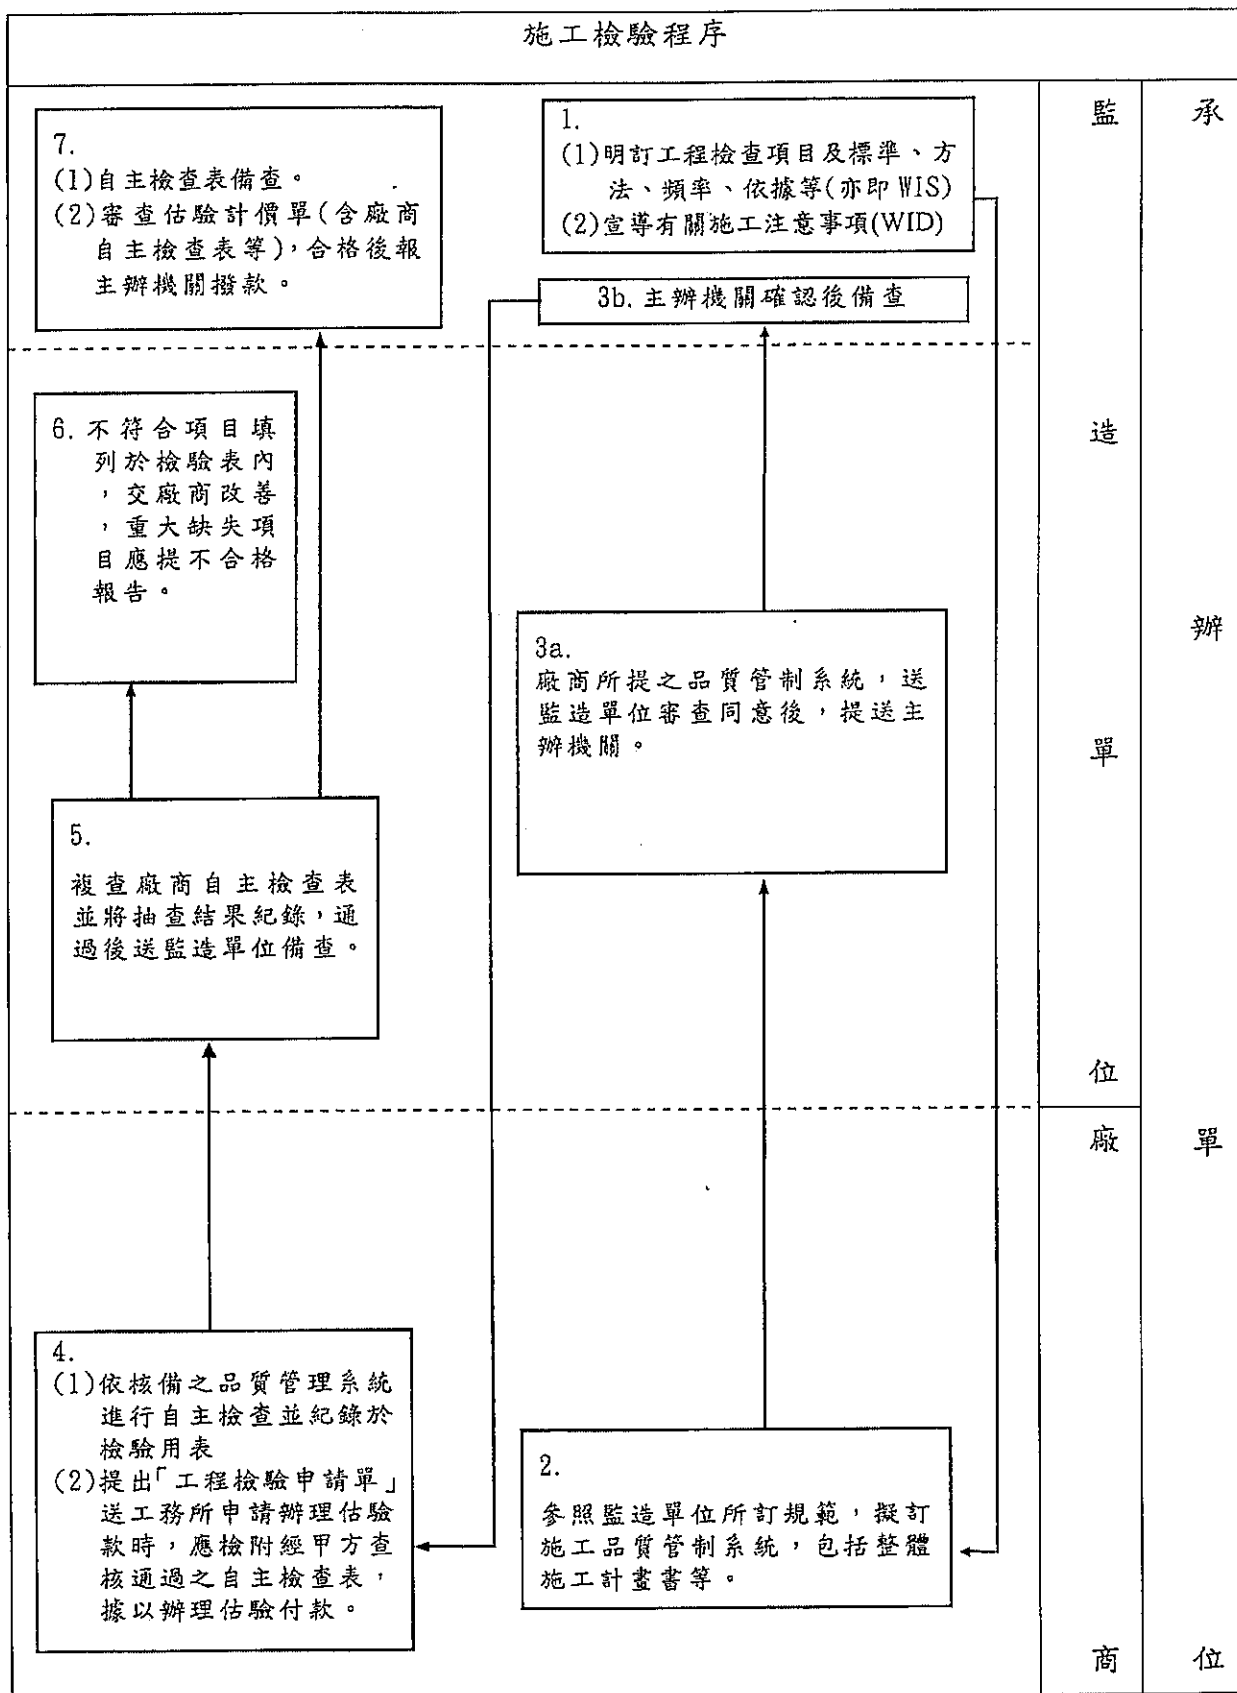 施工檢驗程序
7.
(1)自主檢查表備查。
(2)審查估驗計價單(含廠商
自主檢查表等),合格後報
主辦機關撥款。
1.
(1)明訂工程檢查項目及標準、方
法、頻率、依據等(亦即WIS)
(2)宣導有關施工注意事項(WID)
3b.主辦機關確認後備查
6.不符合項目填
列於檢驗表內
,交廠商改善
,重大缺失項
目應提不合格
報告。
3a.
廠商所提之品質管制系統,送
監造單位審查同意後,提送主
辦機關。
5.
複查廠商自主檢查表
並將抽查結果紀錄,通
過後送監造單位備查。
4.
(1)依核備之品質管理系統
進行自主檢查並紀錄於
檢驗用表
(2)提出「工程檢驗申請單」
送工務所申請辦理估驗
款時,應檢附經甲方查
核通過之自主檢查表,
據以辦理估驗付款。
2.
參照監造單位所訂規範,擬訂
施工品質管制系統,包括整體
施工計畫書等。
監造單位
廠商
承辦單位